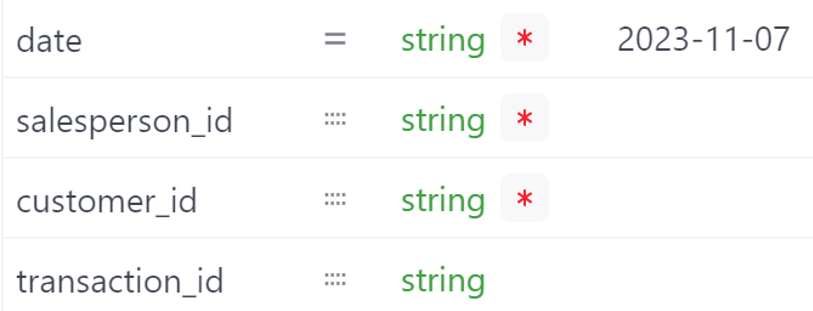 date = string * 2023-11-07
salesperson_id :::: string *
customer_id :::: string *
transaction_id :::: string